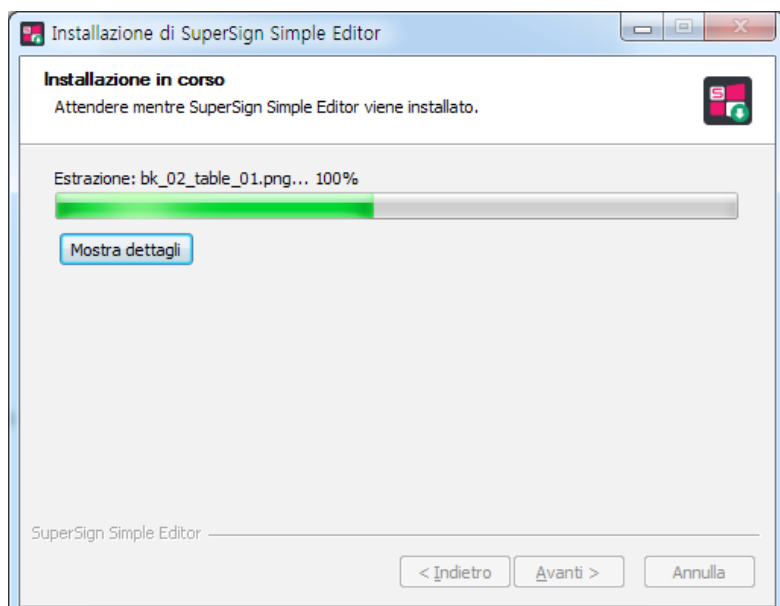 Installazione di SuperSign Simple Editor
Installazione in corso
Attendere mentre SuperSign Simple Editor viene installato.
S
Estrazione: bk_02_table_01.png... 100%
Mostra dettagli
SuperSign Simple Editor
< Indietro
Avanti >
Annulla